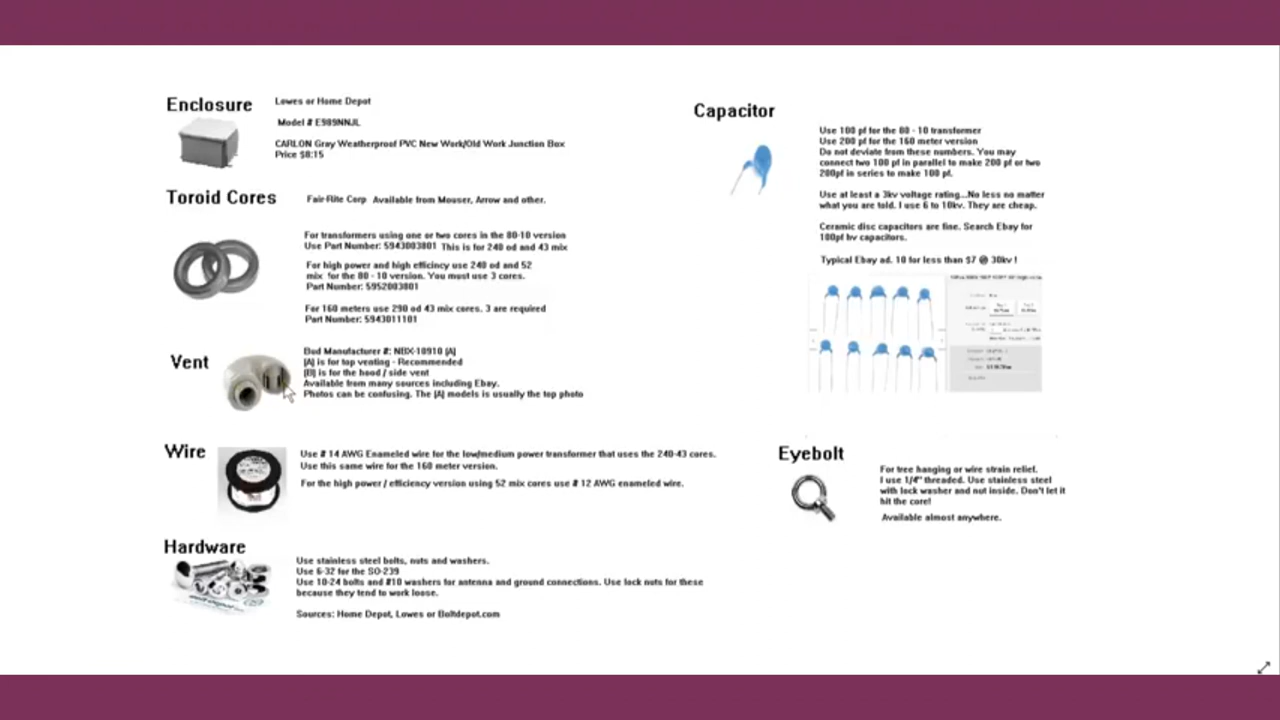 Enclosure
Lowes or Home Depot
Model # E989NNJL
CARLON Gray Weatherproof PVC New Work/Old Work Junction Box
Price $8:15
Toroid Cores
Fair-Rite Corp Available from Mouser, Arrow and other.
For transformers using one or two cores in the 80-10 version
Use Part Number: 5943003801 This is for 240 od and 43 mix
For high power and high efficincy use 240 od and 52
mix for the 80 - 10 version. You must use 3 cores.
Part Number: 5952003801
For 160 meters use 290 od 43 mix cores. 3 are required
Part Number: 5943011101
Vent
Bud Manufacturer #: NBX-10910 [A]
[A] is for top venting - Recommended
[B] is for the hood / side vent
Available from many sources including Ebay.
Photos can be confusing. The [A] models is usually the top photo
Wire
Use # 14 AWG Enameled wire for the low/medium power transformer that uses the 240-43 cores.
Use this same wire for the 160 meter version.
For the high power / efficiency version using 52 mix cores use # 12 AWG enameled wire.
Hardware
Use stainless steel bolts, nuts and washers.
Use 6-32 for the SO-239
Use 10-24 bolts and #10 washers for antenna and ground connections. Use lock nuts for these
because they tend to work loose.
Sources: Home Depot, Lowes or Boltdepot.com
Capacitor
Use 100 pf for the 80 - 10 transformer
Use 200 pf for the 160 meter version
Do not deviate from these numbers. You may
connect two 100 pf in parallel to make 200 pf or two
200pf in series to make 100 pf.
Use at least a 3kv voltage rating...No less no matter
what you are told. I use 6 to 10kv. They are cheap.
Ceramic disc capacitors are fine. Search Ebay for
100pf hv capacitors.
Typical Ebay ad. 10 for less than $7 @ 30kv !
Eyebolt
For tree hanging or wire strain relief.
I use 1/4" threaded. Use stainless steel
with lock washer and nut inside. Don't let it
hit the core!
Available almost anywhere.